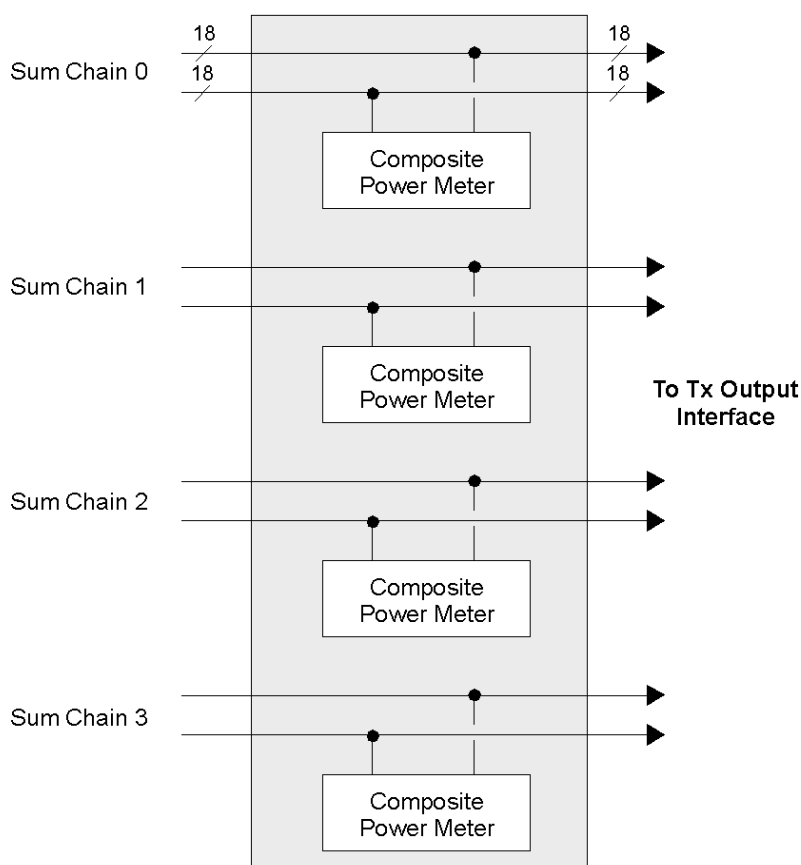 18
18
Sum Chain 0
18
18
Composite
Power Meter
Sum Chain 1
Composite
Power Meter
To Tx Output
Interface
Sum Chain 2
Composite
Power Meter
Sum Chain 3
Composite
Power Meter